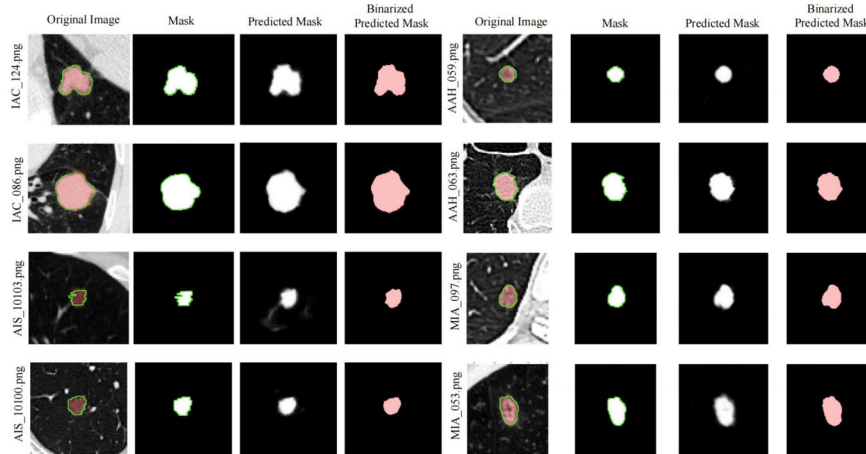 Original Image
Mask
Predicted Mask
Binarized
Predicted Mask
Original Image
Mask
Predicted Mask
Binarized
Predicted Mask
IAC_124.png
AAH_059.png
IAC_086.png
AAH_063.png
AIS_10103.png
MIA_097.png
AIS_10100.png
MIA_053.png